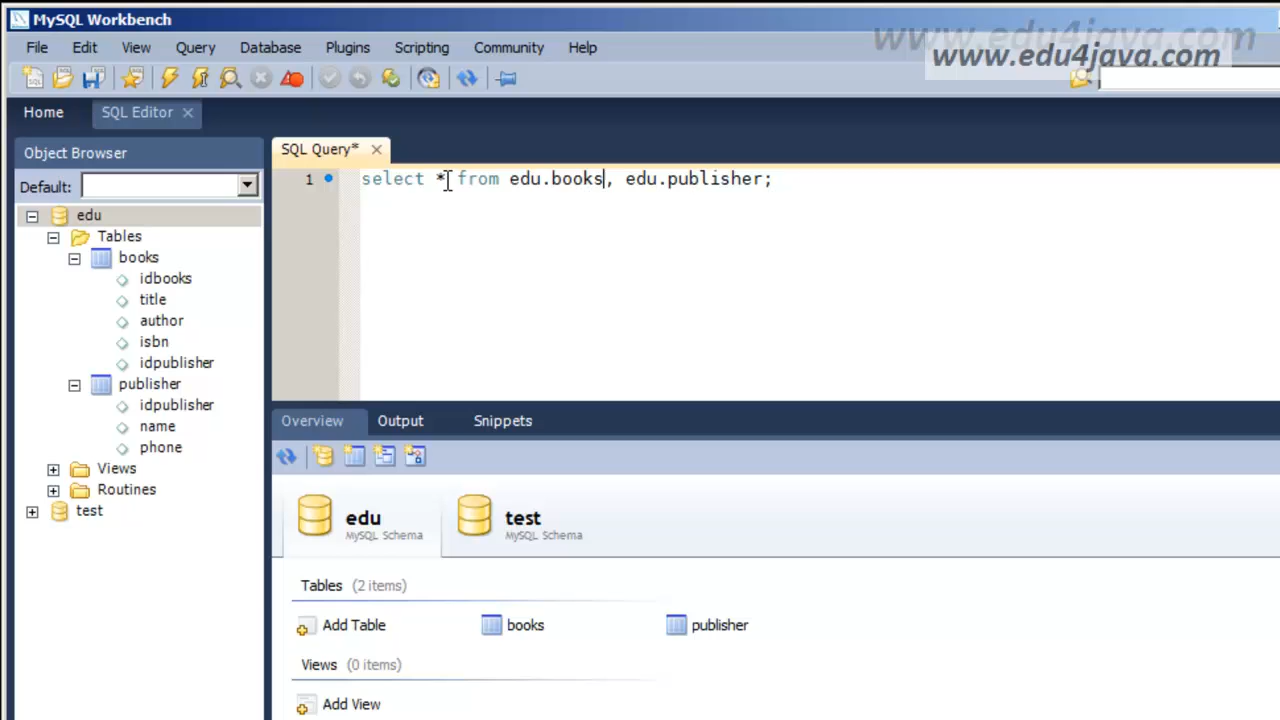 MySQL Workbench
www.edu4java.com
File Edit View Query Database Plugins Scripting Community Help
www.edu4java.com
Home SQL Editor
Object Browser
Default:
edu
Tables
books
idbooks
title
author
isbn
idpublisher
publisher
idpublisher
name
phone
Views
Routines
test
SQL Query*
1 select * from edu.books, edu.publisher;
Overview Output Snippets
edu
MySQL Schema
test
MySQL Schema
Tables (2 items)
Add Table books publisher
Views (0 items)
Add View